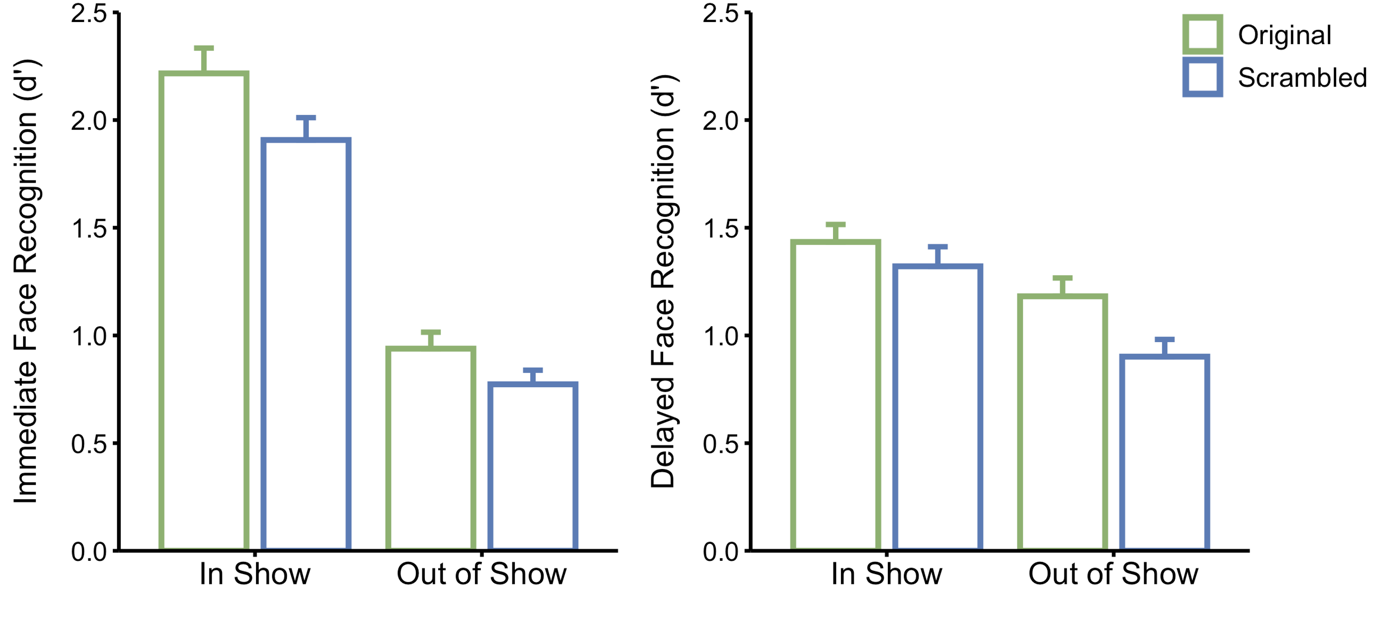 Immediate Face Recognition (d')
2.5
2.0
1.5
1.0
0.5
0.0
In Show Out of Show
Delayed Face Recognition (d')
2.5
2.0
1.5
1.0
0.5
0.0
In Show Out of Show
Original
Scrambled